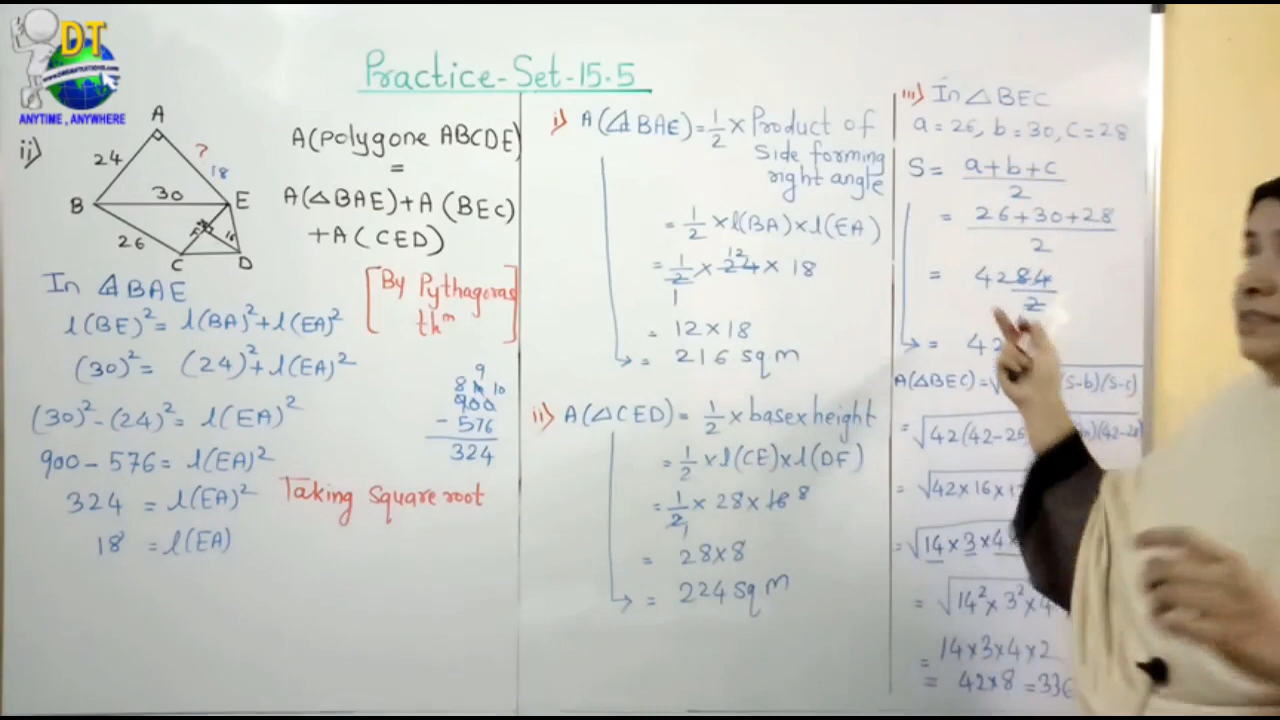 DT
ANYTIME , ANYWHERE
Practice-Set-15.5
ii)
A
24
?
18
B
30
E
26
16
C
D
A(Polygone ABCDE)
=
A(△BAE)+A(BEC)
+A(CED)
In △BAE
[By Pythagoras
thᵐ]
l(BE)²= l(BA)²+l(EA)²
(30)²= (24)²+l(EA)²
(30)²-(24)²= l(EA)²
900-576= l(EA)²
324 = l(EA)²
18 = l(EA)
9
8 10
900
- 576
324
Taking square root
i) A(△BAE)=1/2 × Product of
side forming
right angle
=1/2 ×l(BA)×l(EA)
=1/2 × 24 × 18
12
1
= 12×18
= 216 sq m
ii) A(△CED)= 1/2 × base×height
=1/2 ×l(CE)×l(DF)
=1/2 × 28×16 8
1
= 28×8
= 224 sq m
iii) In △BEC
a=26, b=30, C=28
S= a+b+c/2
= 26+30+28/2
= 42 84/2
= 42
A(△BEC)=√ (S-b)(S-c)
=√42(42-26 (42-28)
= √42×16×1
=√14×3×4
= √14²×3²×4
= 14×3×4×2
= 42×8=336